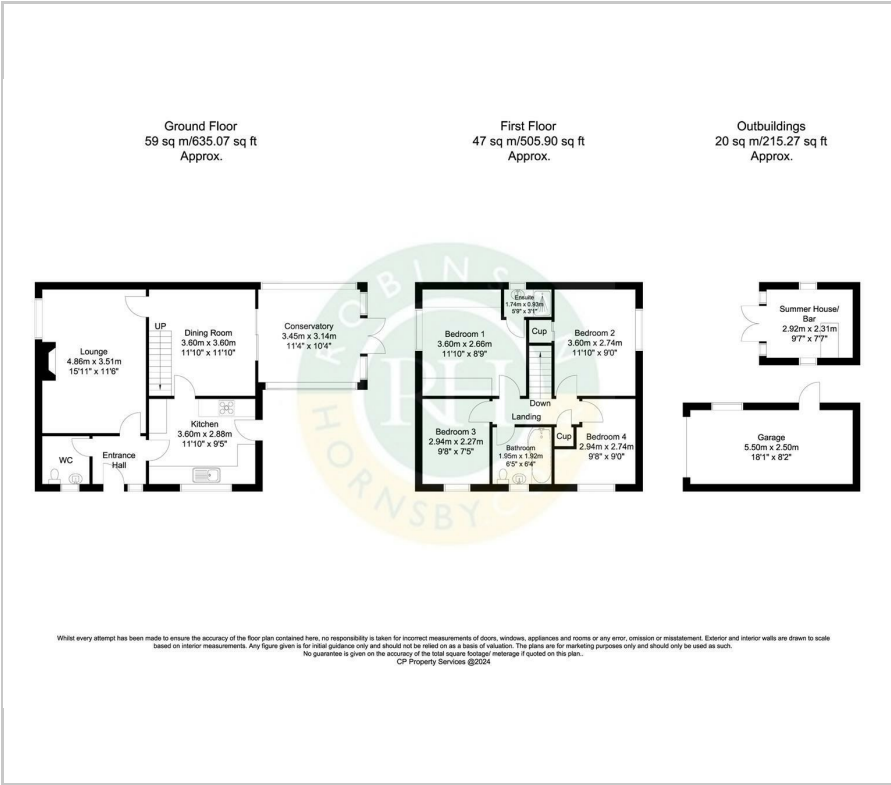 Ground Floor
59 sq m/635.07 sq ft
Approx.
First Floor
47 sq m/505.90 sq ft
Approx.
Outbuildings
20 sq m/215.27 sq ft
Approx.
Lounge
4.86m x 3.51m
15'11" x 11'6"
UP
Dining Room
3.60m x 3.60m
11'10" x 11'10"
Conservatory
3.45m x 3.14m
11'4" x 10'4"
Kitchen
3.60m x 2.88m
11'10" x 9'5"
WC
Entrance
Hall
Ensuite
1.74m x 0.93m
5'9" x 3'1"
Bedroom 1
3.60m x 2.66m
11'10" x 8'9"
Cup
Bedroom 2
3.60m x 2.74m
11'10" x 9'0"
Down
Landing
Bedroom 3
2.94m x 2.27m
9'8" x 7'5"
Bathroom
1.95m x 1.92m
6'5" x 6'4"
Cup
Bedroom 4
2.94m x 2.74m
9'8" x 9'0"
Summer House/
Bar
2.92m x 2.31m
9'7" x 7'7"
Garage
5.50m x 2.50m
18'1" x 8'2"
RH
Whilst every attempt has been made to ensure the accuracy of the floor plan contained here, no responsibility is taken for incorrect measurements of doors, windows, appliances and rooms or any error, omission or misstatement. Exterior and interior walls are drawn to scale
based on interior measurements. Any figure given is for initial guidance only and should not be relied on as a basis of valuation. The plans are for marketing purposes only and should only be used as such.
No guarantee is given on the accuracy of the total square footage/ meterage if quoted on this plan..
CP Property Services @2024